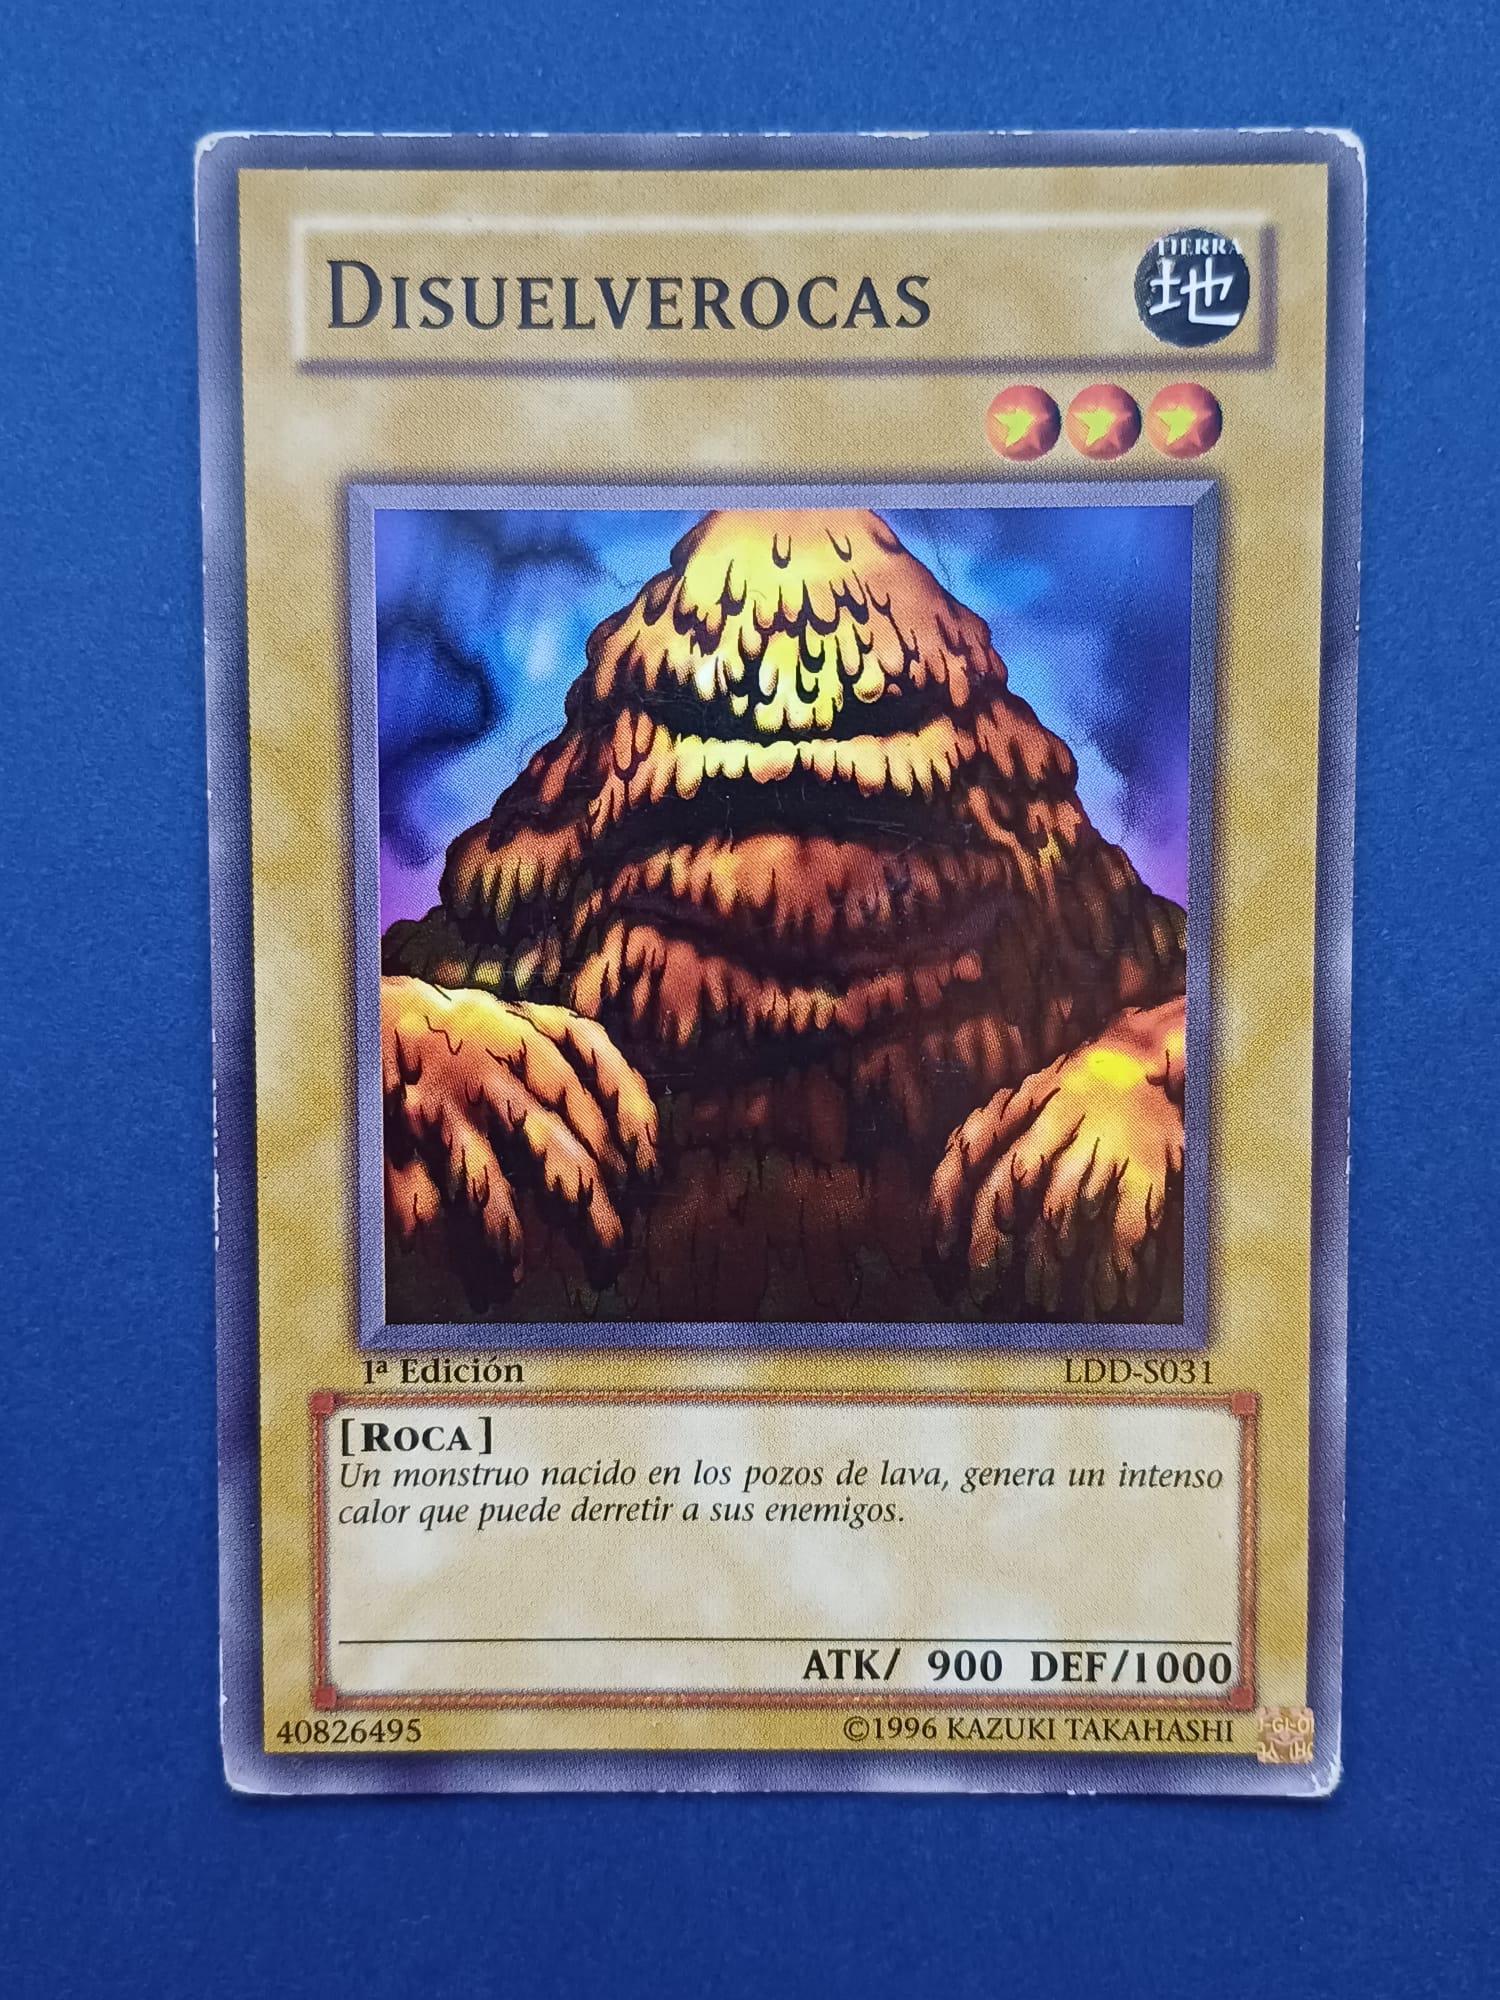 DISUELVEROCAS
TIERRA
地
1ª Edición
LDD-S031
[ROCA]
Un monstruo nacido en los pozos de lava, genera un intenso
calor que puede derretir a sus enemigos.
ATK/ 900 DEF/1000
40826495
©1996 KAZUKI TAKAHASHI